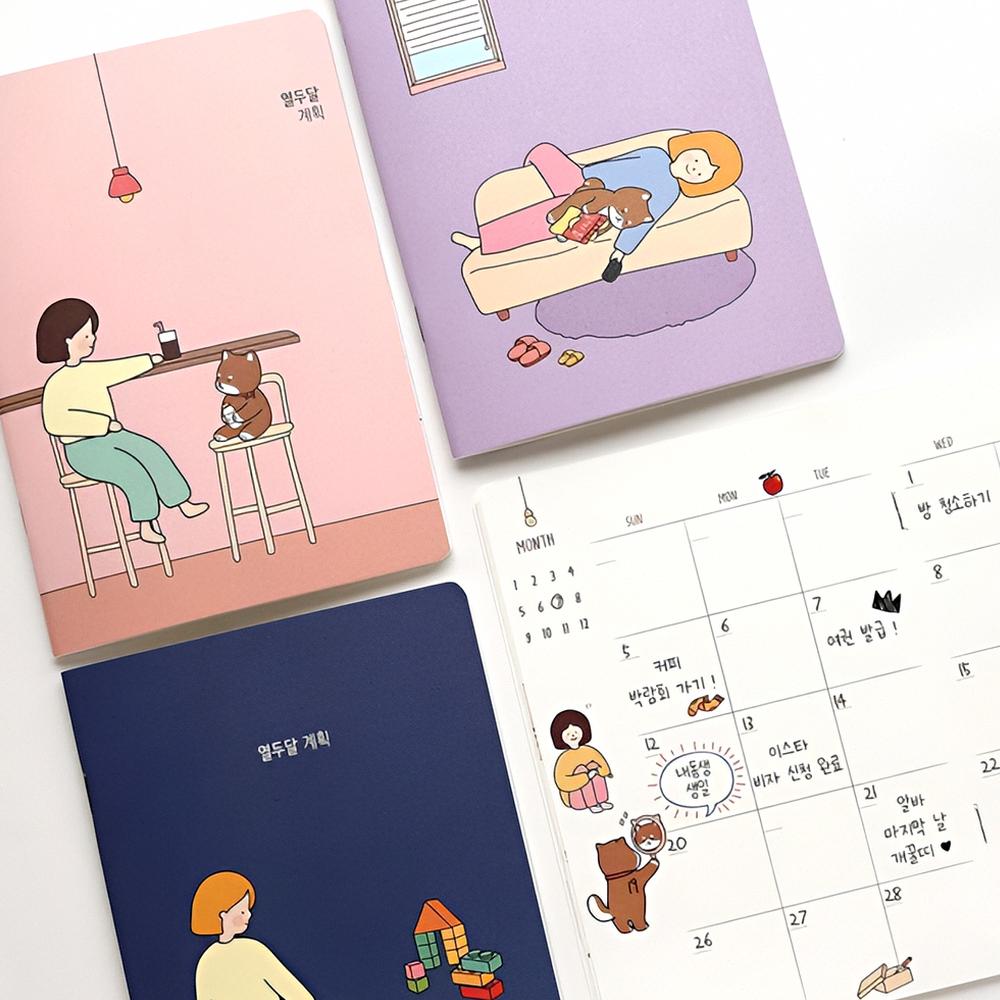 열두달
계획
열두달 계획
MONTH
1 2 3 4
5 6 7 8
9 10 11 12
SUN
MON
TUE
WED
1
방 청소하기
5
커피
박람회 가기!
6
7
여권 발급!
8
12
내동생
생일
13
이스타
비자 신청 완료
14
15
20
21
알바
마지막 날
개꿀띠 ♥
22
26
27
28